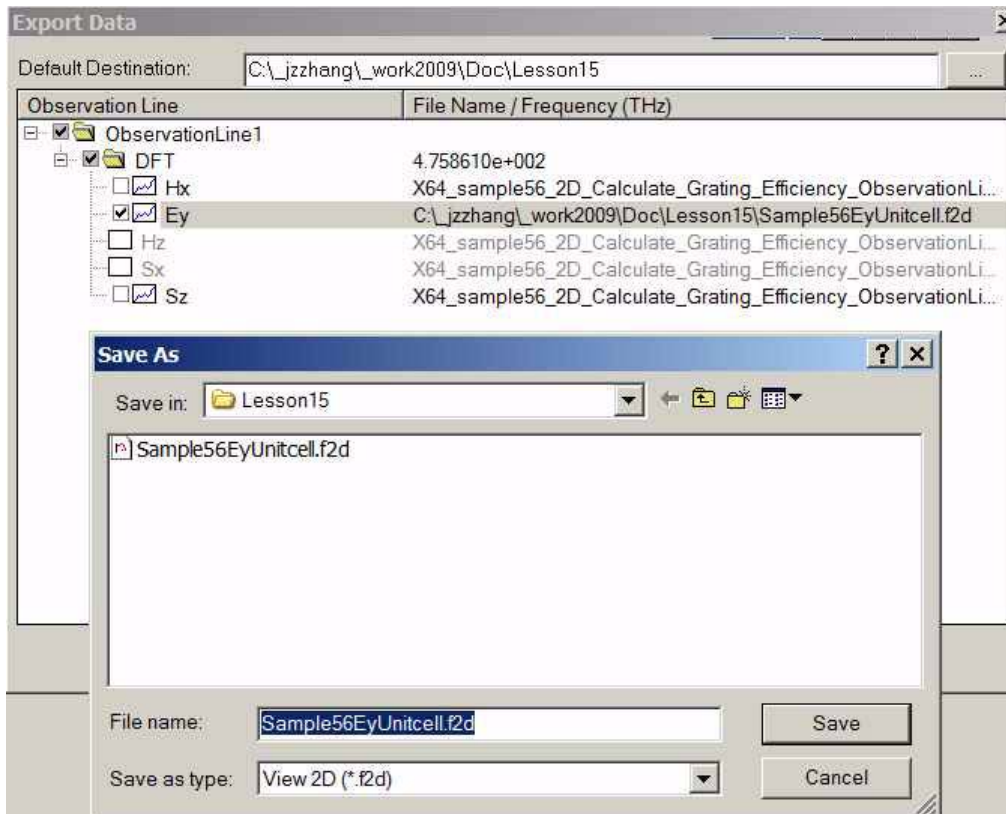 Export Data
Default Destination: C:\_jzzhang\_work2009\Doc\Lesson15 ...
Observation Line File Name / Frequency (THz)
ObservationLine1
DFT 4.758610e+002
Hx X64_sample56_2D_Calculate_Grating_Efficiency_ObservationLi...
Ey C:\_jzzhang\_work2009\Doc\Lesson15\Sample56EyUnitcell.f2d
Hz X64_sample56_2D_Calculate_Grating_Efficiency_ObservationLi...
Sx X64_sample56_2D_Calculate_Grating_Efficiency_ObservationLi...
Sz X64_sample56_2D_Calculate_Grating_Efficiency_ObservationLi...
Save As
Save in: Lesson15
Sample56EyUnitcell.f2d
File name: Sample56EyUnitcell.f2d Save
Save as type: View 2D (*.f2d) Cancel